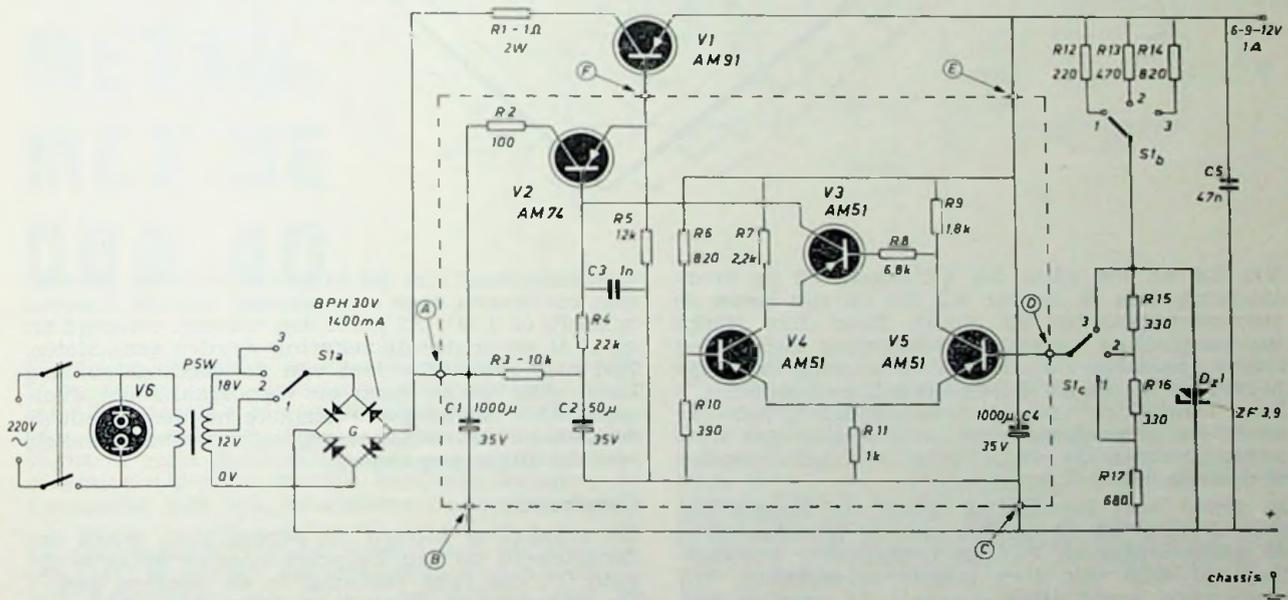 R1 - 1Ω
2W
V1
AM91
6-9-12V
1A
R12
220
R13
470
R14
820
1
2
3
S1b
C5
47n
F
E
R2
100
V2
AM74
R5
12k
R6
820
R7
2,2k
V3
AM51
R8
6,8k
R9
1,8k
C3 1n
R4
22k
BPH 30V
1400mA
A
D
P5W
V6
220V
18V
12V
0V
3
2
S1a
G
R3 - 10k
C1 1000µ
35V
C2 50µ
35V
V4
AM51
V5
AM51
R10
390
R11
1k
1000µ C4
35V
3
2
1
S1c
R15
330
R16
330
R17
680
Dz1
ZF 3,9
B
C
+
chassis